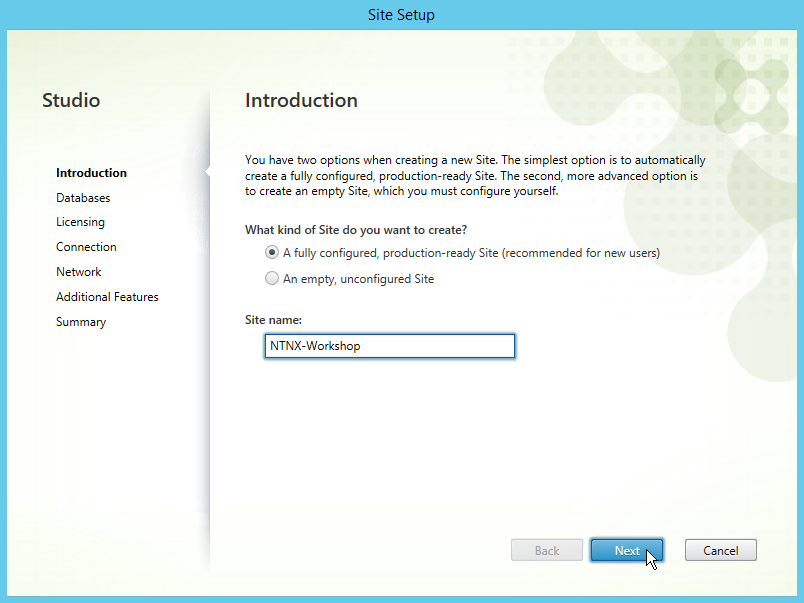 Site Setup
Studio
Introduction
Databases
Licensing
Connection
Network
Additional Features
Summary
Introduction
You have two options when creating a new Site. The simplest option is to automatically
create a fully configured, production-ready Site. The second, more advanced option is
to create an empty Site, which you must configure yourself.
What kind of Site do you want to create?
A fully configured, production-ready Site (recommended for new users)
An empty, unconfigured Site
Site name:
NTNX-Workshop
Back
Next
Cancel